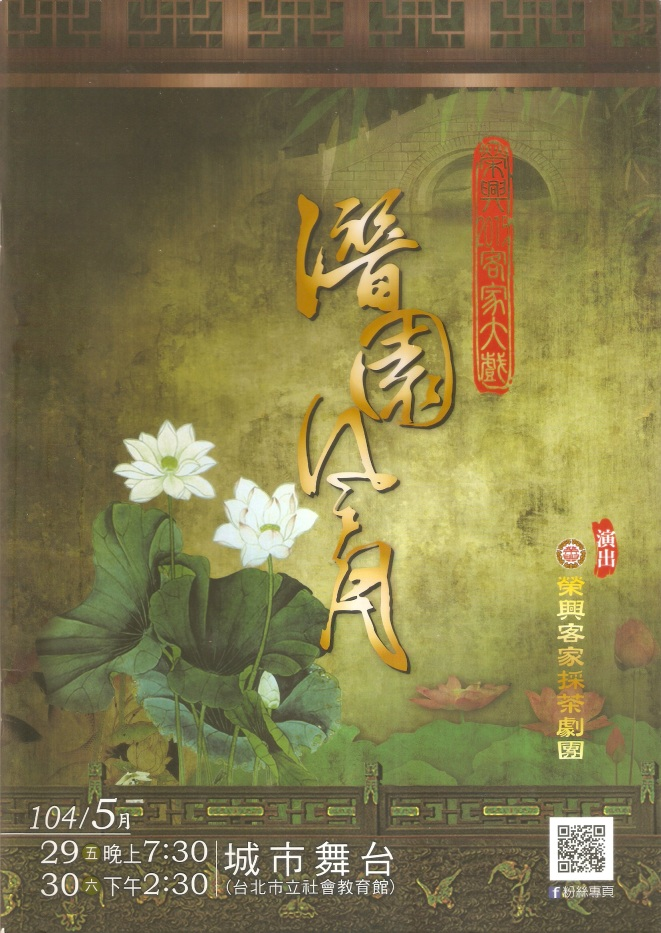 榮興客家大戲
潛園風月
演出
榮興客家採茶劇團
104/5月
29五晚上7:30
30六下午2:30
城市舞台
(台北市立社會教育館)
f粉絲專頁